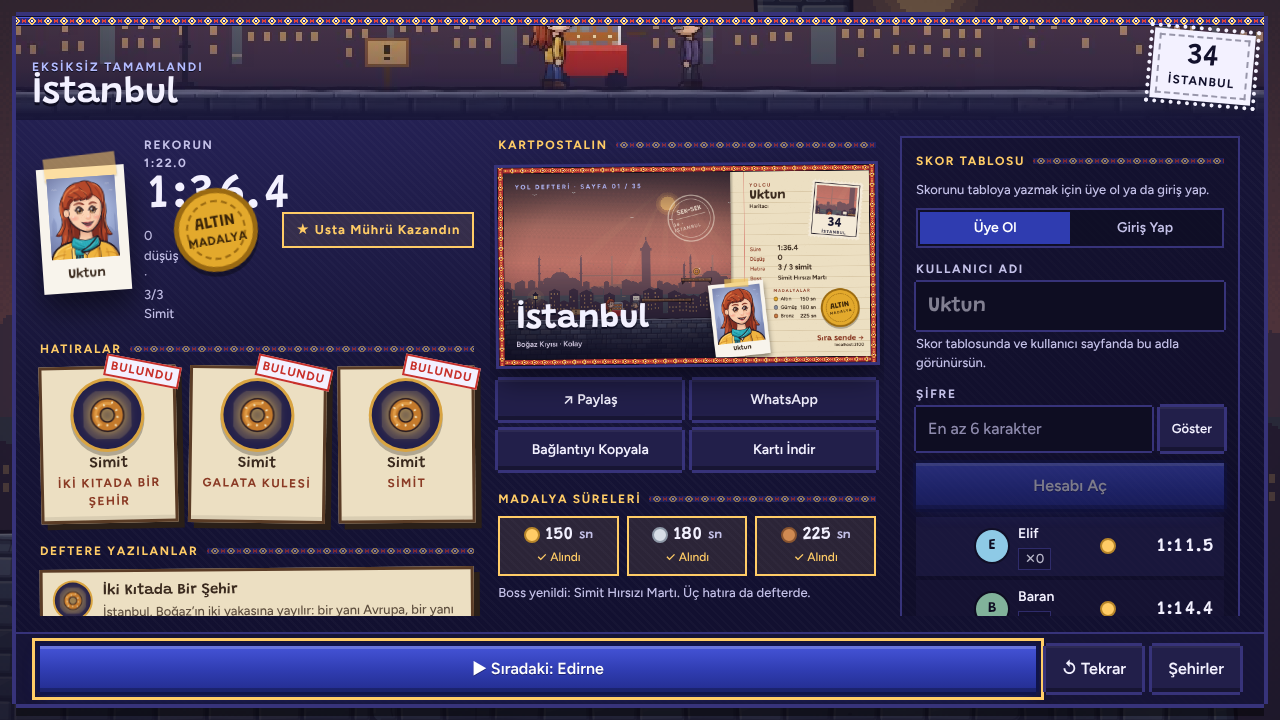 EKSİKSİZ TAMAMLANDI
İstanbul
34
İSTANBUL
REKORUN
1:22.0
1:36.4
ALTIN
MADALYA
0
düşüş
·
3/3
Simit
★ Usta Mührü Kazandın
Uktun
HATIRALAR
BULUNDU
Simit
İKİ KITADA BİR
ŞEHİR
BULUNDU
Simit
GALATA KULESİ
BULUNDU
Simit
SİMİT
DEFTERE YAZILANLAR
İki Kıtada Bir Şehir
İstanbul, Boğaz'ın iki yakasına yayılır: bir yanı Avrupa, bir yanı
KARTPOSTALIN
YOL DEFTERİ · SAYFA 01 / 35
YOLCU
Uktun
Haritacı
34
İSTANBUL
Süre 1:36.4
Düşüş 0
Hatıra 3 / 3 simit
Boss Simit Hırsızı Martı
MADALYALAR
Altın 150 sn
Gümüş 180 sn
Bronz 225 sn
ALTIN
MADALYA
İstanbul
Boğaz Kıyısı · Kolay
Uktun
Sıra sende →
↗ Paylaş
WhatsApp
Bağlantıyı Kopyala
Kartı İndir
MADALYA SÜRELERİ
150 sn
✓ Alındı
180 sn
✓ Alındı
225 sn
✓ Alındı
Boss yenildi: Simit Hırsızı Martı. Üç hatıra da defterde.
SKOR TABLOSU
Skorunu tabloya yazmak için üye ol ya da giriş yap.
Üye Ol
Giriş Yap
KULLANICI ADI
Uktun
Skor tablosunda ve kullanıcı sayfanda bu adla
görünürsün.
ŞİFRE
En az 6 karakter
Göster
Hesabı Aç
E
Elif
×0
1:11.5
B
Baran
1:14.4
▶ Sıradaki: Edirne
Tekrar
Şehirler